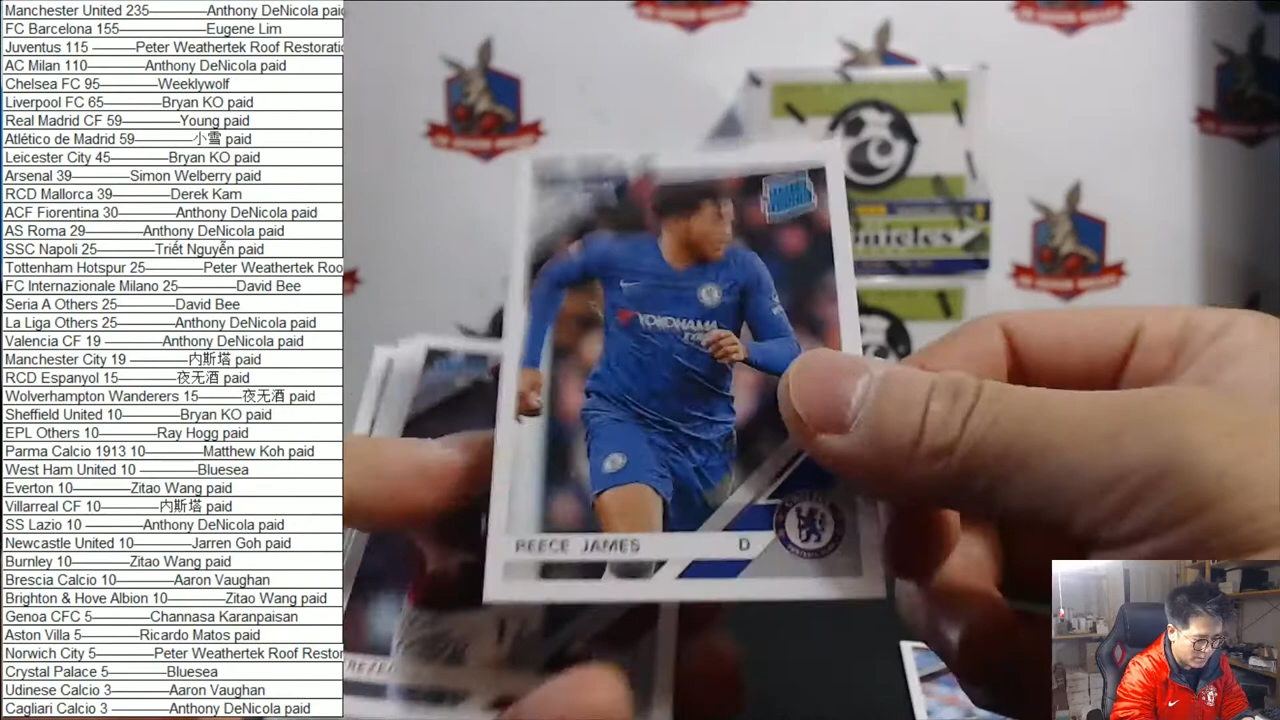 Manchester United 235———Anthony DeNicola paid
FC Barcelona 155————Eugene Lim
Juventus 115 ———Peter Weathertek Roof Restorati
AC Milan 110———Anthony DeNicola paid
Chelsea FC 95———Weeklywolf
Liverpool FC 65———Bryan KO paid
Real Madrid CF 59————Young paid
Atlético de Madrid 59————小雪 paid
Leicester City 45————Bryan KO paid
Arsenal 39————Simon Welberry paid
RCD Mallorca 39————Derek Kam
ACF Fiorentina 30————Anthony DeNicola paid
AS Roma 29————Anthony DeNicola paid
SSC Napoli 25————Triết Nguyễn paid
Tottenham Hotspur 25————Peter Weathertek Roo
FC Internazionale Milano 25————David Bee
Seria A Others 25————David Bee
La Liga Others 25————Anthony DeNicola paid
Valencia CF 19 ————Anthony DeNicola paid
Manchester City 19 ————内斯塔 paid
RCD Espanyol 15————夜无酒 paid
Wolverhampton Wanderers 15————夜无酒 paid
Sheffield United 10————Bryan KO paid
EPL Others 10————Ray Hogg paid
Parma Calcio 1913 10————Matthew Koh paid
West Ham United 10 ————Bluesea
Everton 10————Zitao Wang paid
Villarreal CF 10————内斯塔 paid
SS Lazio 10 ————Anthony DeNicola paid
Newcastle United 10————Jarren Goh paid
Burnley 10————Zitao Wang paid
Brescia Calcio 10————Aaron Vaughan
Brighton & Hove Albion 10————Zitao Wang paid
Genoa CFC 5————Channasa Karanpaisan
Aston Villa 5————Ricardo Matos paid
Norwich City 5————Peter Weathertek Roof Restor
Crystal Palace 5————Bluesea
Udinese Calcio 3 ————Aaron Vaughan
Cagliari Calcio 3 ————Anthony DeNicola paid
YOKOHAMA
REECE JAMES D